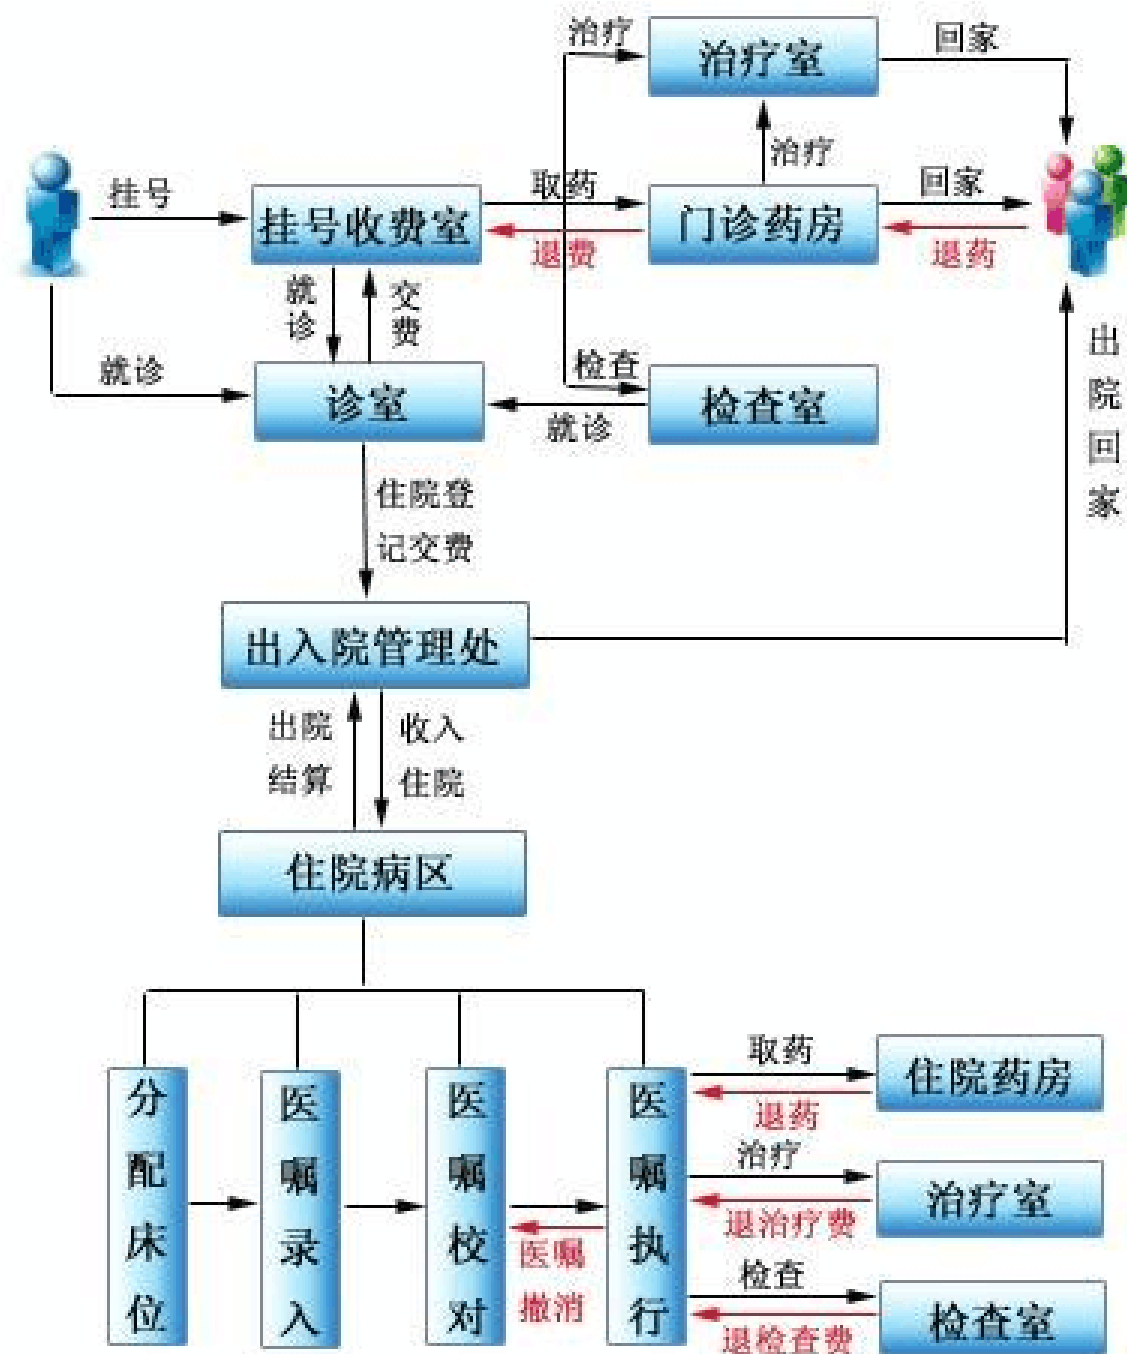 治疗
治疗室
回家
挂号
取药
治疗
回家
挂号收费室
门诊药房
退费
退药
就诊
交费
就诊
检查
诊室
检查室
就诊
出院回家
住院登
记交费
出入院管理处
出院
结算
收入
住院
住院病区
分配床位
医嘱录入
医嘱校对
医嘱执行
医嘱
撤消
取药
住院药房
退药
治疗
治疗室
退治疗费
检查
检查室
退检查费